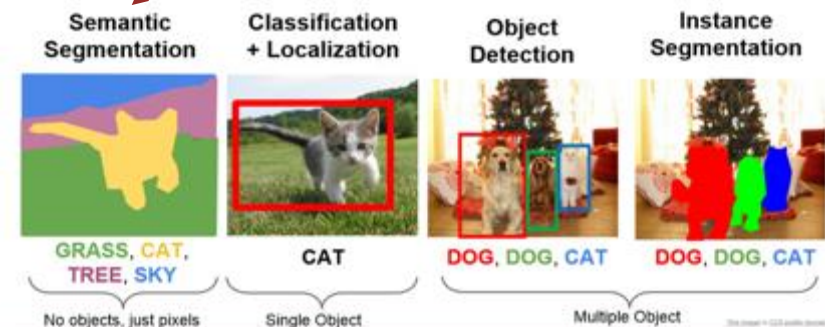 Semantic
Segmentation
Classification
+ Localization
Object
Detection
Instance
Segmentation
GRASS, CAT,
TREE, SKY
CAT
DOG, DOG, CAT
DOG, DOG, CAT
No objects, just pixels
Single Object
Multiple Object